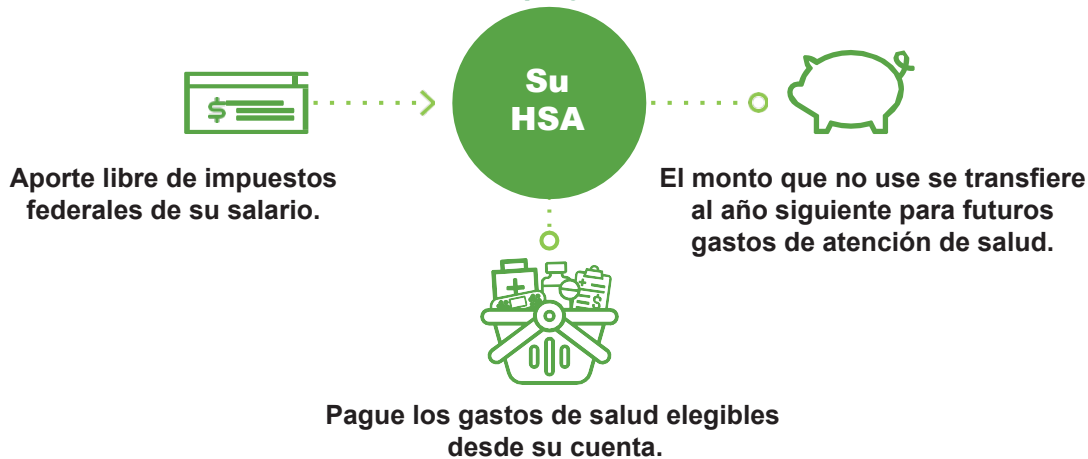 Su
HSA
$
Aporte libre de impuestos
federales de su salario.
El monto que no use se transfiere
al año siguiente para futuros
gastos de atención de salud.
$
Pague los gastos de salud elegibles
desde su cuenta.